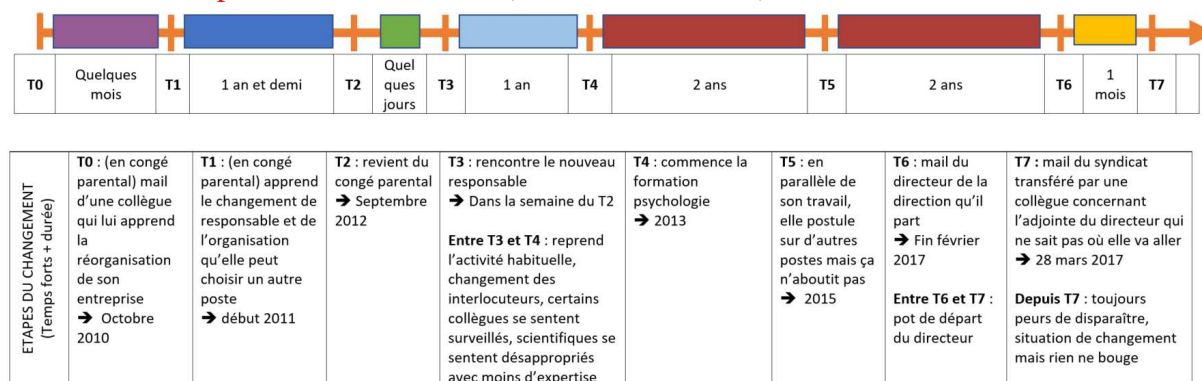 T0
Quelques
mois
T1
1 an et demi
T2
Quel
ques
jours
T3
1 an
T4
2 ans
T5
2 ans
T6
1
mois
T7
ETAPES DU CHANGEMENT
(Temps forts + durée)
T0 : (en congé
parental) mail
d’une collègue
qui lui apprend
la
réorganisation
de son
entreprise
➔ Octobre
2010
T1 : (en congé
parental) apprend
le changement de
responsable et de
l’organisation
qu’elle peut
choisir un autre
poste
➔ début 2011
T2 : revient du
congé parental
➔ Septembre
2012
T3 : rencontre le nouveau
responsable
➔ Dans la semaine du T2
Entre T3 et T4 : reprend
l’activité habituelle,
changement des
interlocuteurs, certains
collègues se sentent
surveillés, scientifiques se
sentent désappropriés
avec moins d’expertise
T4 : commence la
formation
psychologie
➔ 2013
T5 : en
parallèle de
son travail,
elle postule
sur d’autres
postes mais ça
n’aboutit pas
➔ 2015
T6 : mail du
directeur de la
direction qu’il
part
➔ Fin février
2017
Entre T6 et T7 :
pot de départ
du directeur
T7 : mail du syndicat
transféré par une
collègue concernant
l’adjointe du directeur qui
ne sait pas où elle va aller
➔ 28 mars 2017
Depuis T7 : toujours
peurs de disparaître,
situation de changement
mais rien ne bouge